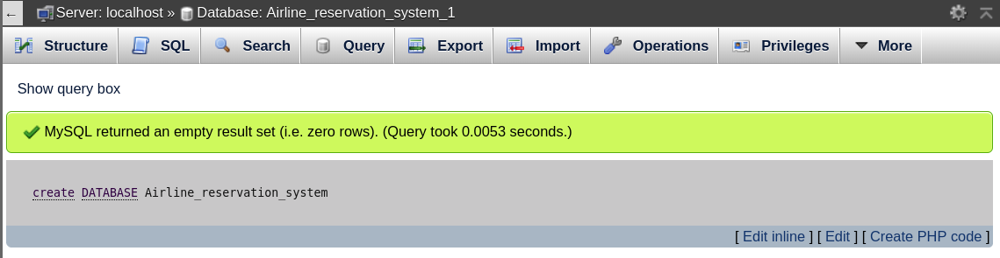 Server: localhost » Database: Airline_reservation_system_1
Structure SQL Search Query Export Import Operations Privileges More
Show query box
MySQL returned an empty result set (i.e. zero rows). (Query took 0.0053 seconds.)
create DATABASE Airline_reservation_system
[ Edit inline ] [ Edit ] [ Create PHP code ]